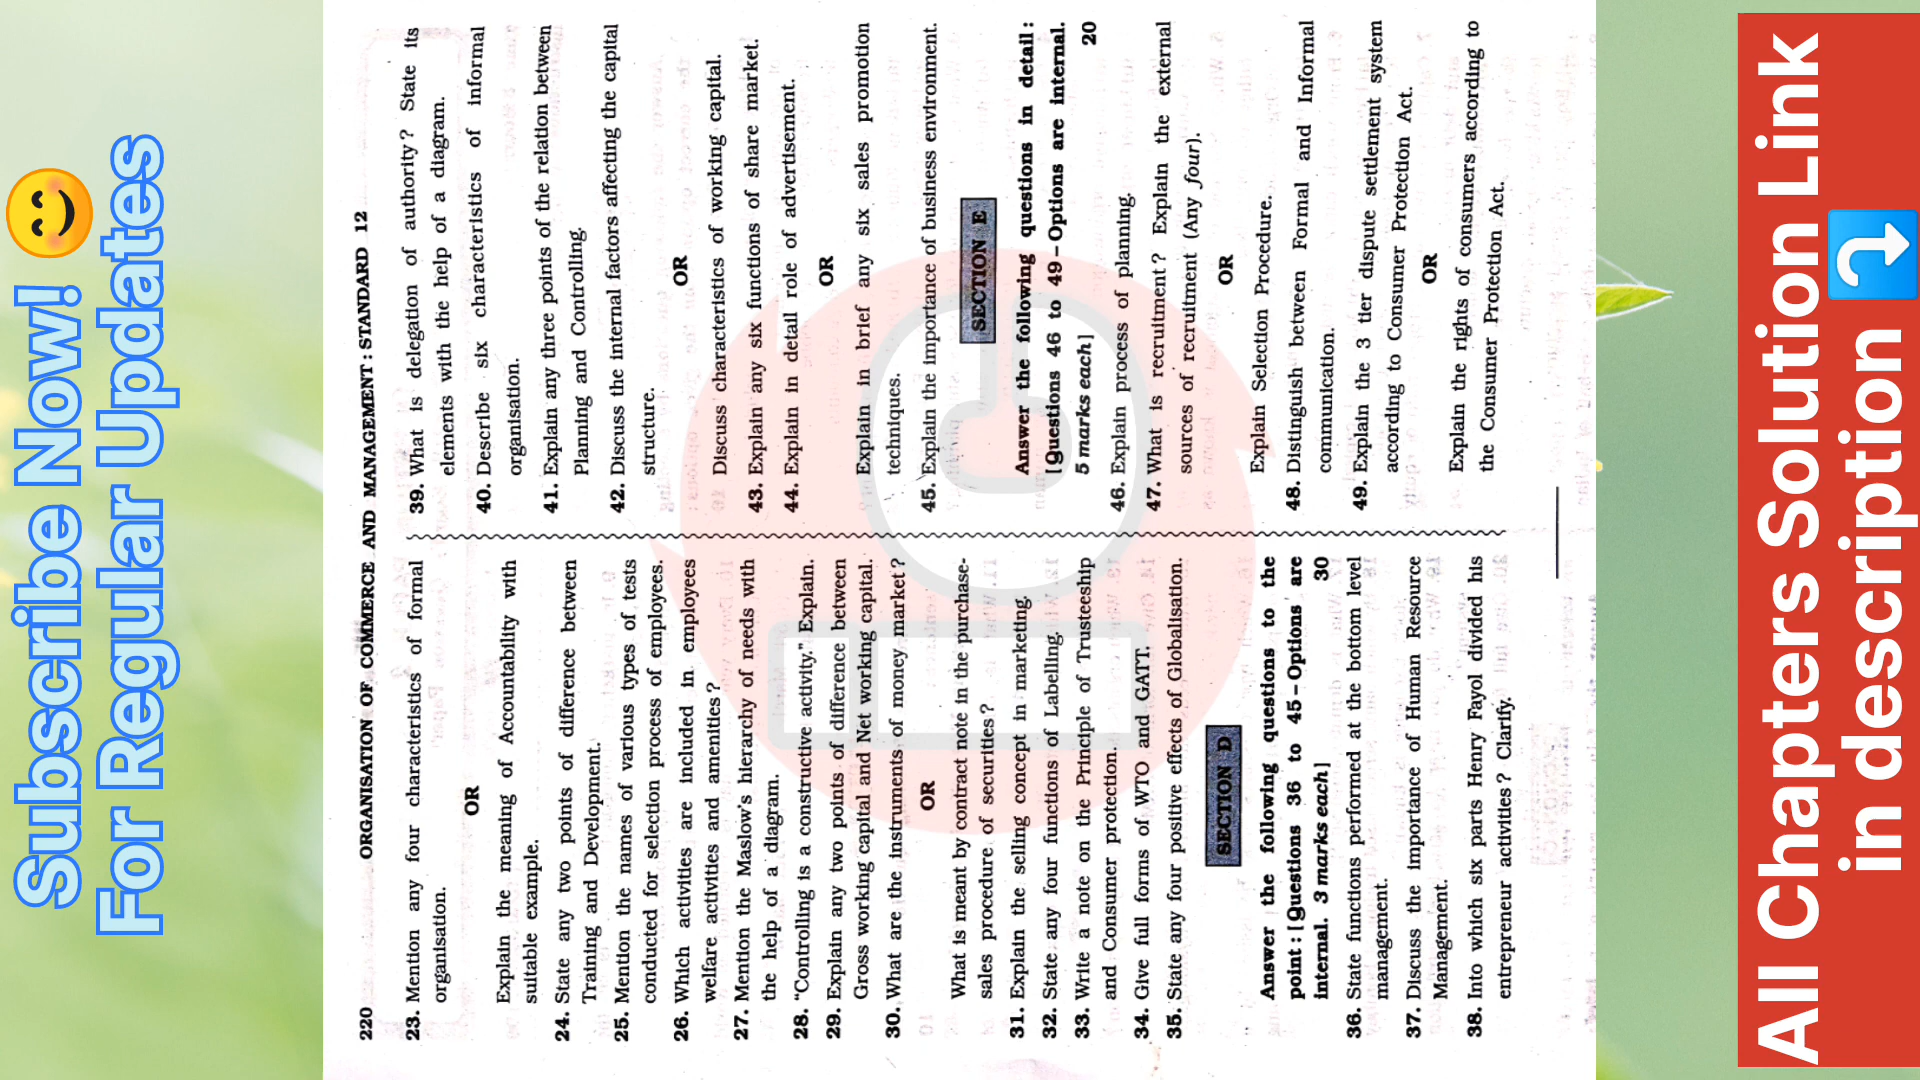 Subscribe Now! 😊
For Regular Updates
220 ORGANISATION OF COMMERCE AND MANAGEMENT : STANDARD 12
23. Mention any four characteristics of formal
organisation.
OR
Explain the meaning of Accountability with
suitable example.
24. State any two points of difference between
Training and Development.
25. Mention the names of various types of tests
conducted for selection process of employees.
26. Which activities are included in employees
welfare activities and amenities ?
27. Mention the Maslow's hierarchy of needs with
the help of a diagram.
28. "Controlling is a constructive activity." Explain.
29. Explain any two points of difference between
Gross working capital and Net working capital.
30. What are the instruments of money market ?
OR
What is meant by contract note in the purchase-
sales procedure of securities ?
31. Explain the selling concept in marketing.
32. State any four functions of Labelling.
33. Write a note on the Principle of Trusteeship
and Consumer protection.
34. Give full forms of WTO and GATT.
35. State any four positive effects of Globalisation.
SECTION D
Answer the following questions to the
point : [Questions 36 to 45 – Options are
internal. 3 marks each] 30
36. State functions performed at the bottom level
management.
37. Discuss the importance of Human Resource
Management.
38. Into which six parts Henry Fayol divided his
entrepreneur activities ? Clarify.
39. What is delegation of authority ? State its
elements with the help of a diagram.
40. Describe six characteristics of informal
organisation.
41. Explain any three points of the relation between
Planning and Controlling.
42. Discuss the internal factors affecting the capital
structure.
OR
Discuss characteristics of working capital.
43. Explain any six functions of share market.
44. Explain in detail role of advertisement.
OR
Explain in brief any six sales promotion
techniques.
45. Explain the importance of business environment.
SECTION E
Answer the following questions in detail :
[Questions 46 to 49 – Options are internal.
5 marks each] 20
46. Explain process of planning.
47. What is recruitment ? Explain the external
sources of recruitment (Any four).
OR
Explain Selection Procedure.
48. Distinguish between Formal and Informal
communication.
49. Explain the 3 tier dispute settlement system
according to Consumer Protection Act.
OR
Explain the rights of consumers according to
the Consumer Protection Act.
All Chapters Solution Link
in description ⤵️